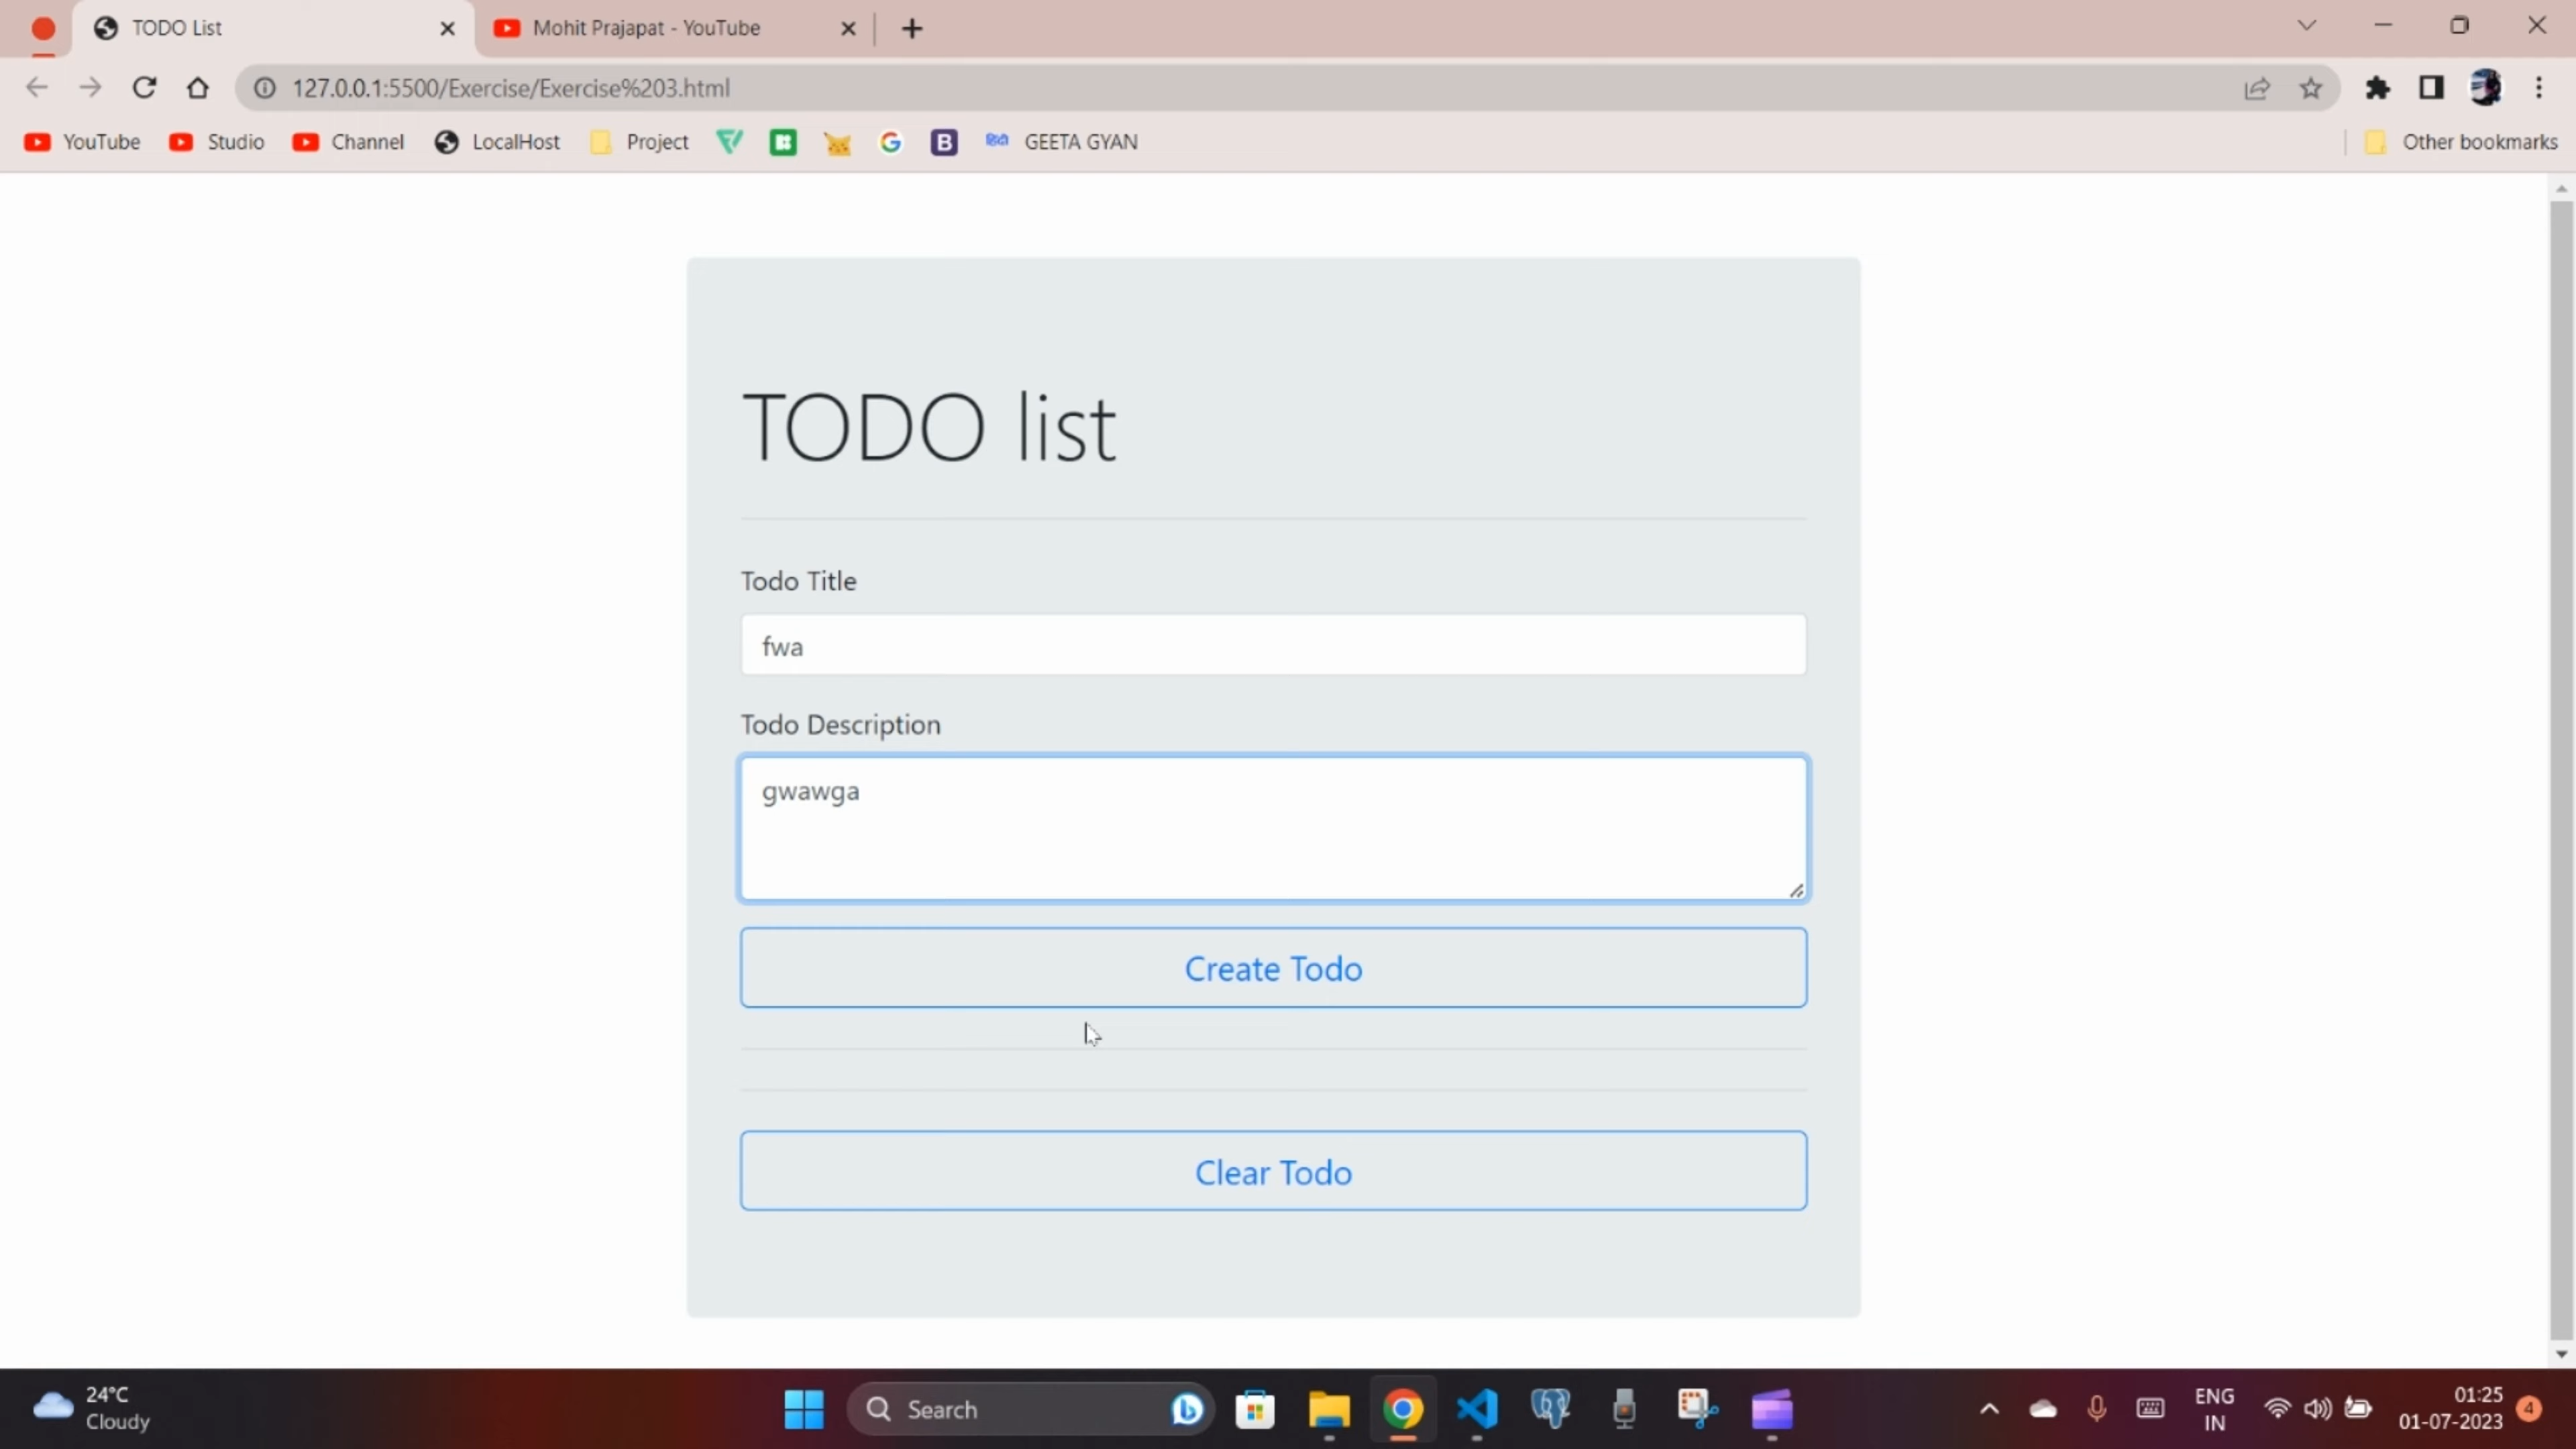 TODO List
Mohit Prajapat - YouTube
127.0.0.1:5500/Exercise/Exercise%203.html
YouTube
Studio
Channel
LocalHost
Project
GEETA GYAN
Other bookmarks
TODO list
Todo Title
fwa
Todo Description
gwawga
Create Todo
Clear Todo
24°C
Cloudy
Search
ENG
IN
01:25
01-07-2023
4